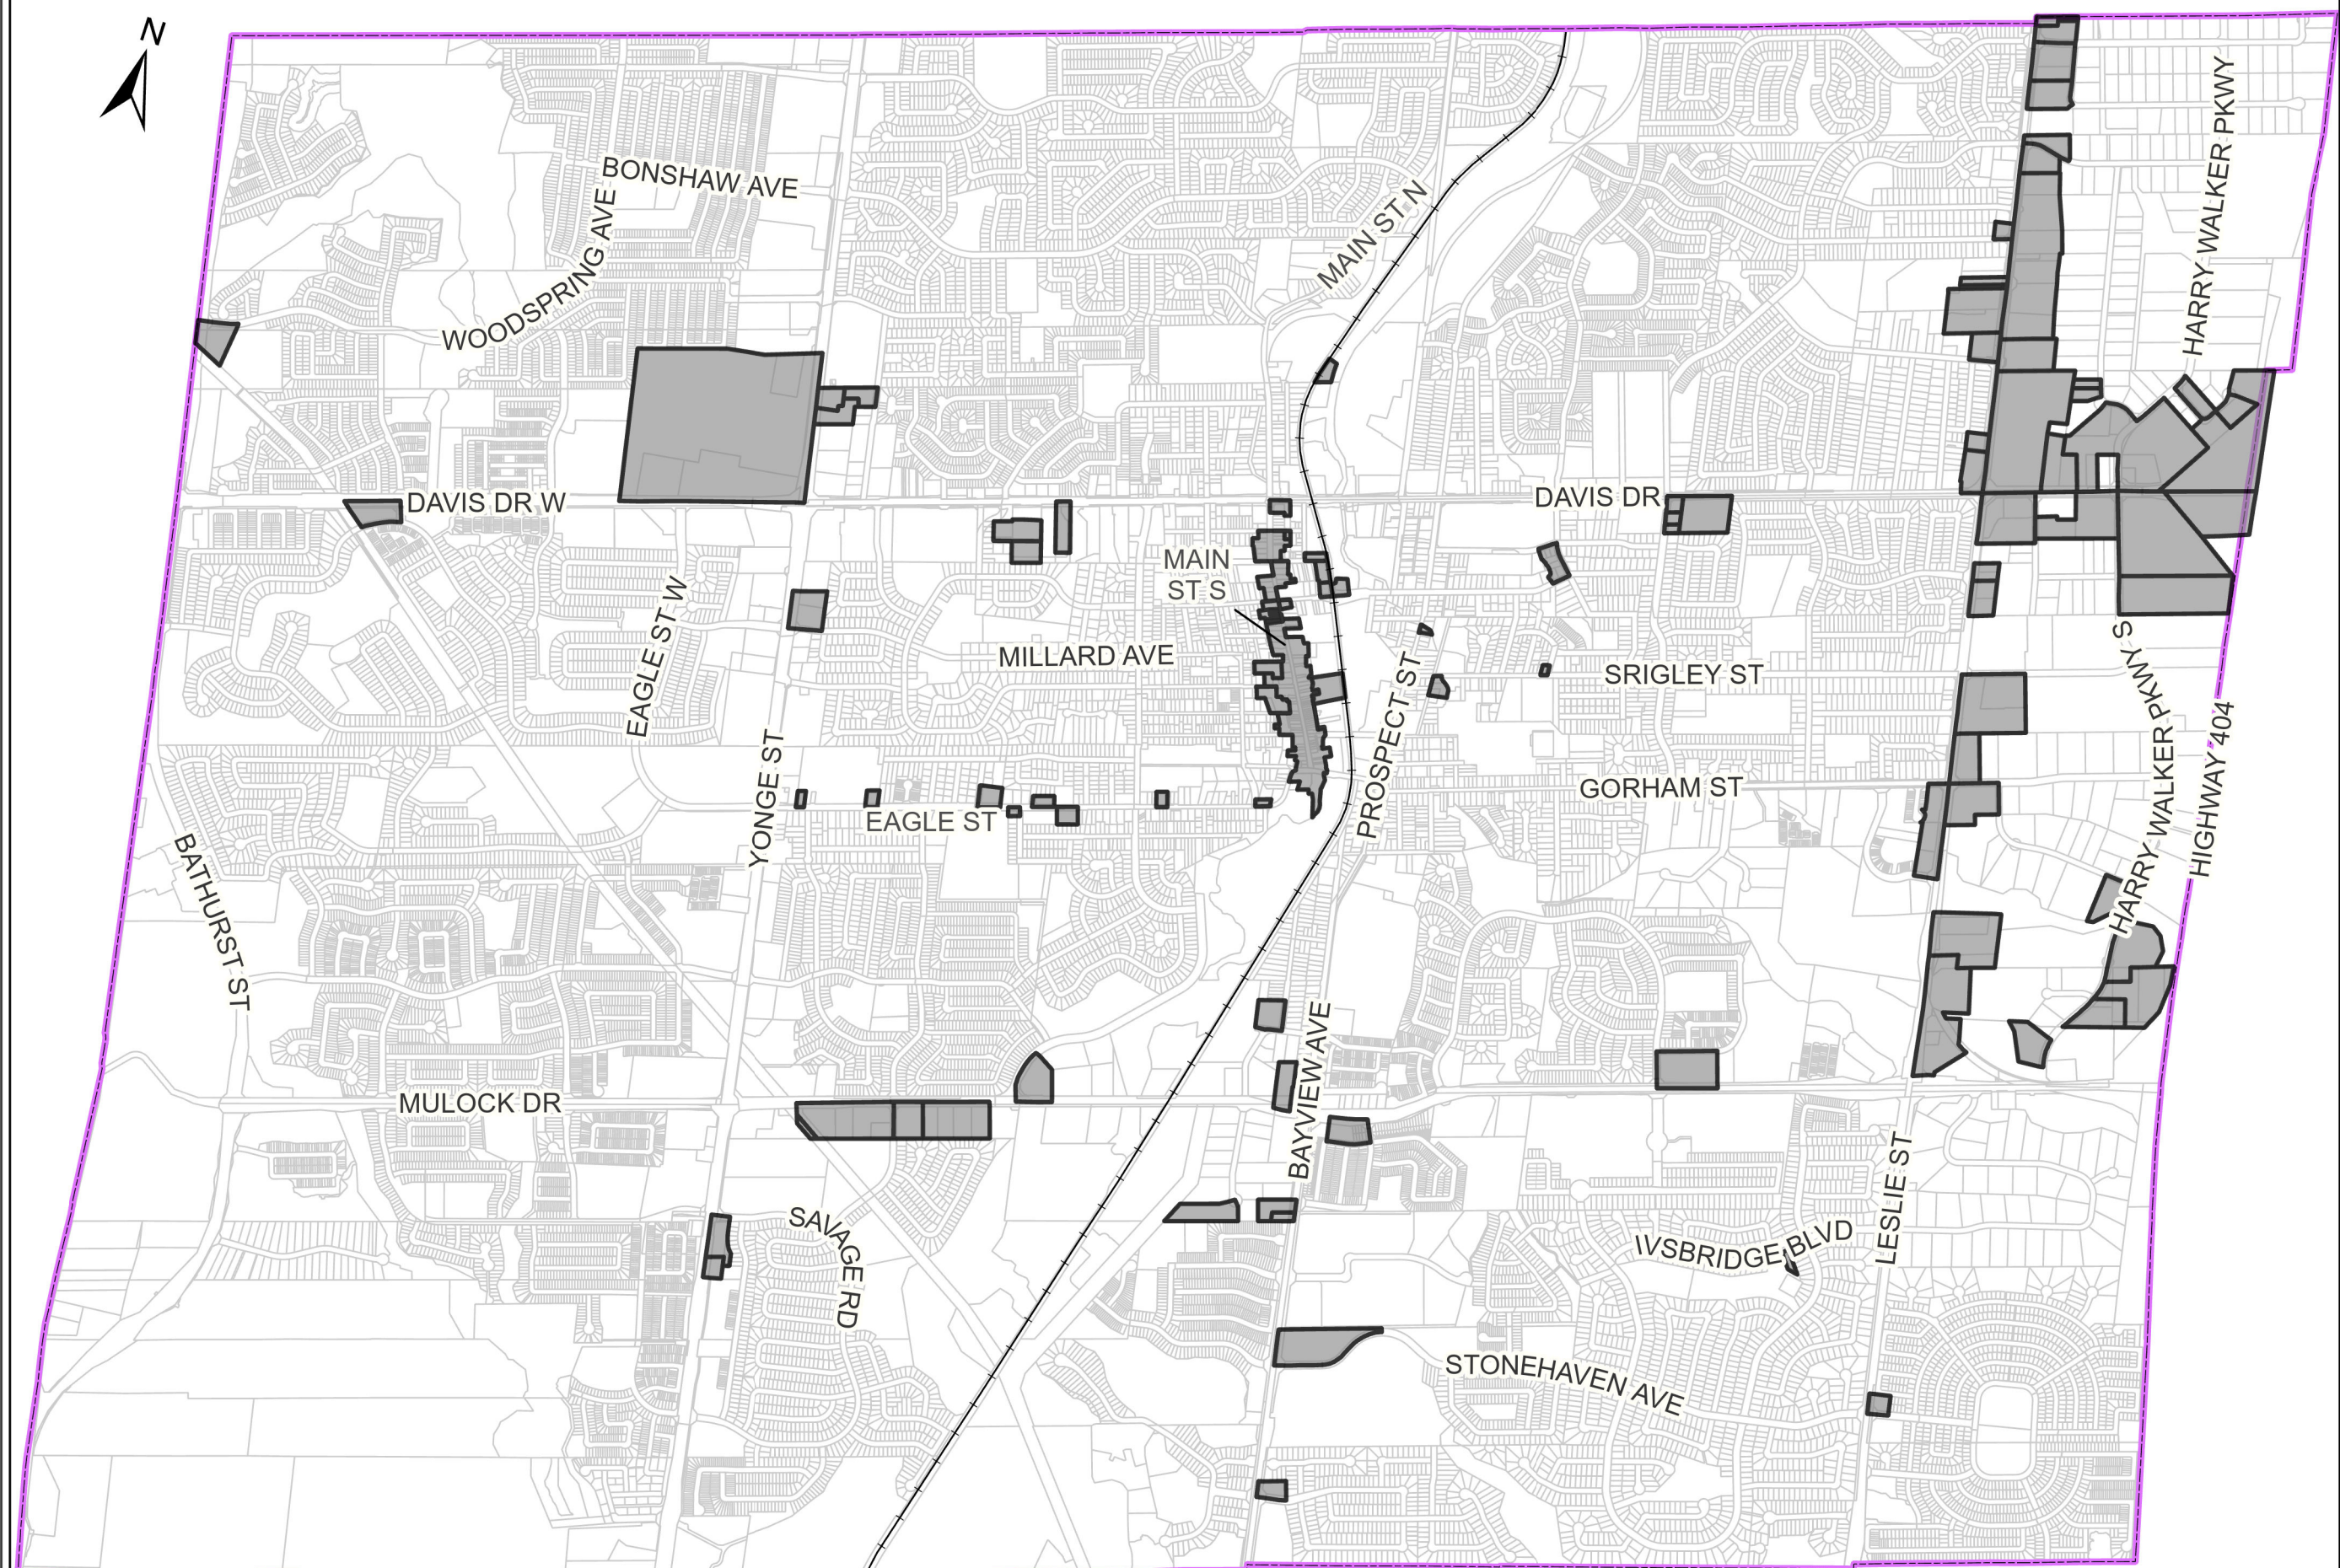 N
BONSHAW AVE
WOODSPRING AVE
MAIN ST N
HARRY WALKER PKWY
DAVIS DR W
DAVIS DR
MAIN
ST S
EAGLE ST W
MILLARD AVE
SRIGLEY ST
PROSPECT ST
YONGE ST
EAGLE ST
GORHAM ST
HARRY WALKER PKWY S
HIGHWAY 404
BATHURST ST
MULOCK DR
BAYVIEW AVE
SAVAGE RD
IVSBRIDGE BLVD
LESLIE ST
STONEHAVEN AVE